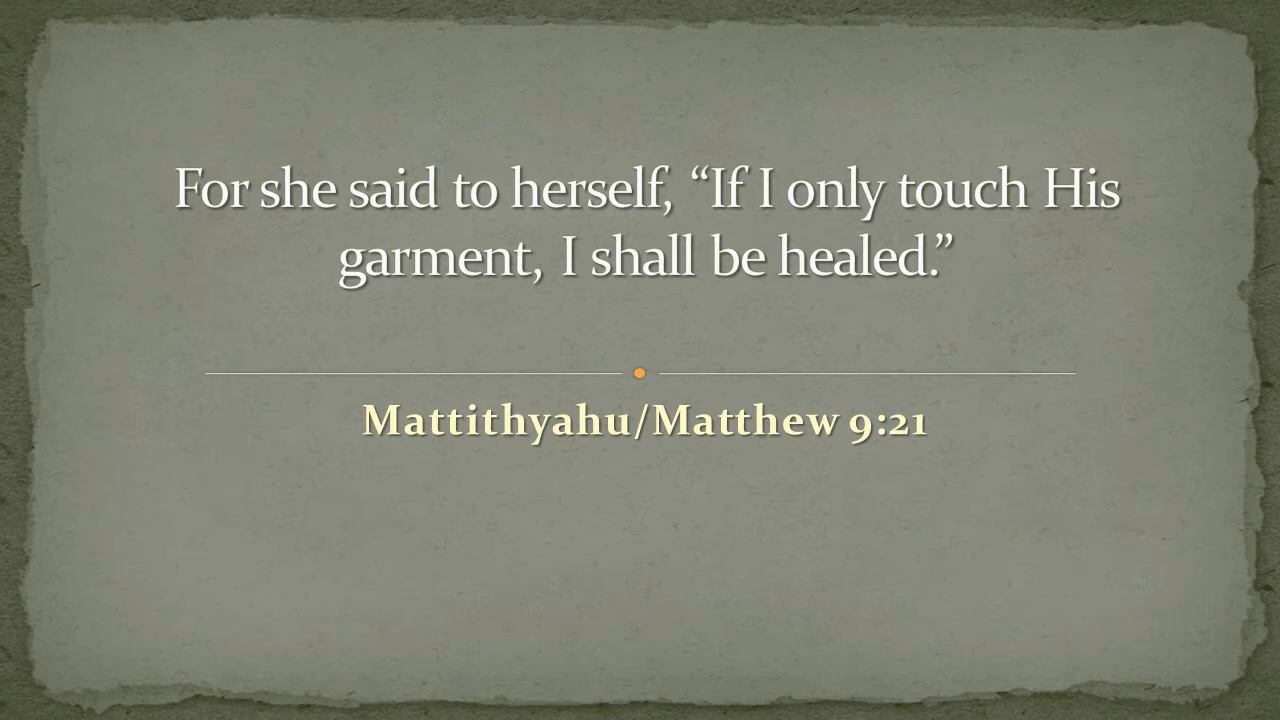 For she said to herself, “If I only touch His
garment, I shall be healed.”
Mattithyahu/Matthew 9:21